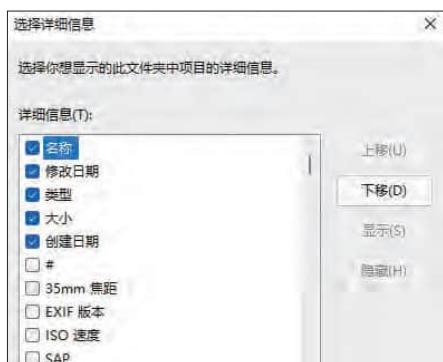 选择详细信息
选择你想显示的此文件夹中项目的详细信息。
详细信息(T):
名称
修改日期
类型
大小
创建日期
#
35mm 焦距
EXIF 版本
ISO 速度
SAP
上移(U)
下移(D)
显示(S)
隐藏(H)